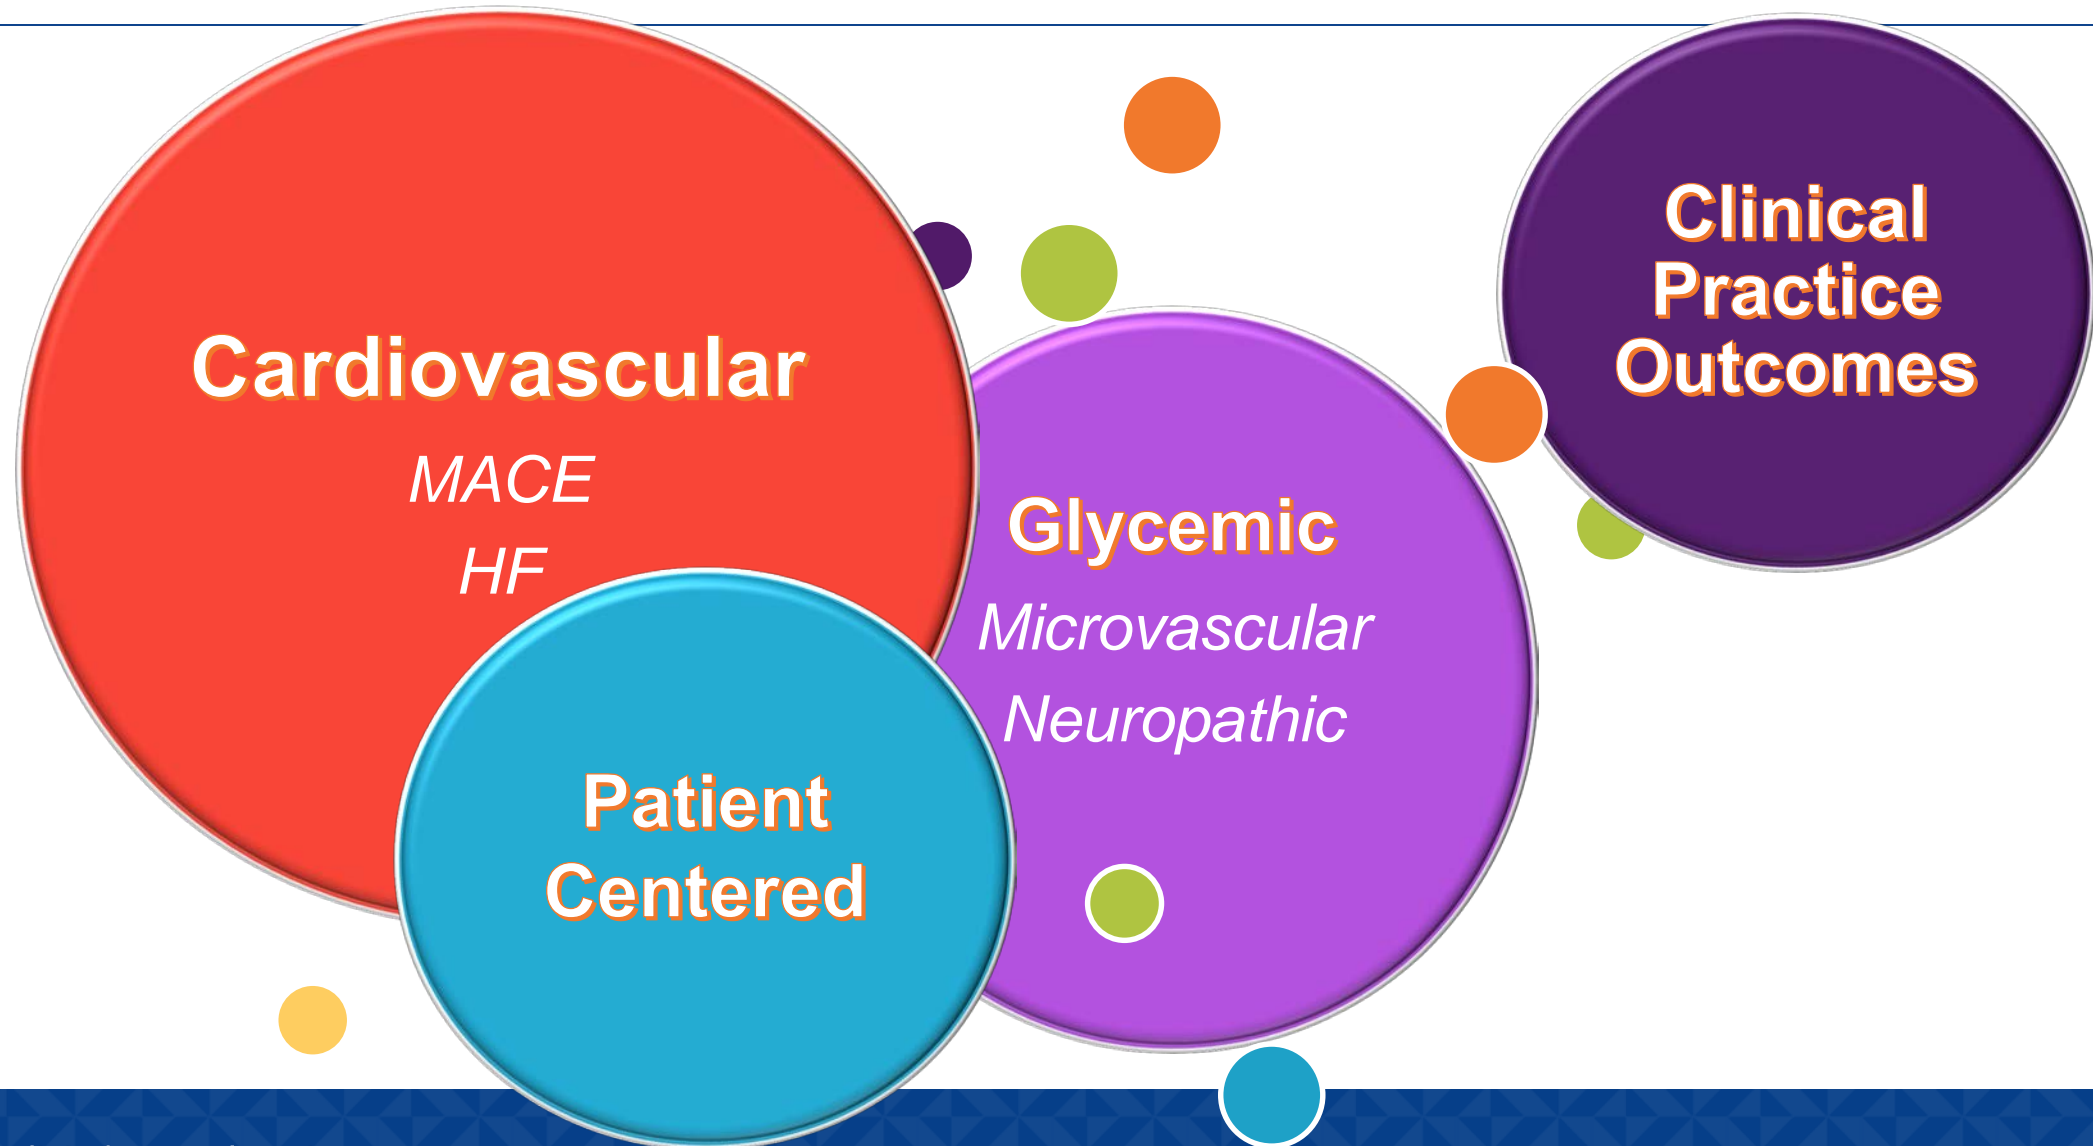 Cardiovascular
MACE
HF
Patient
Centered
Glycemic
Microvascular
Neuropathic
Clinical
Practice
Outcomes